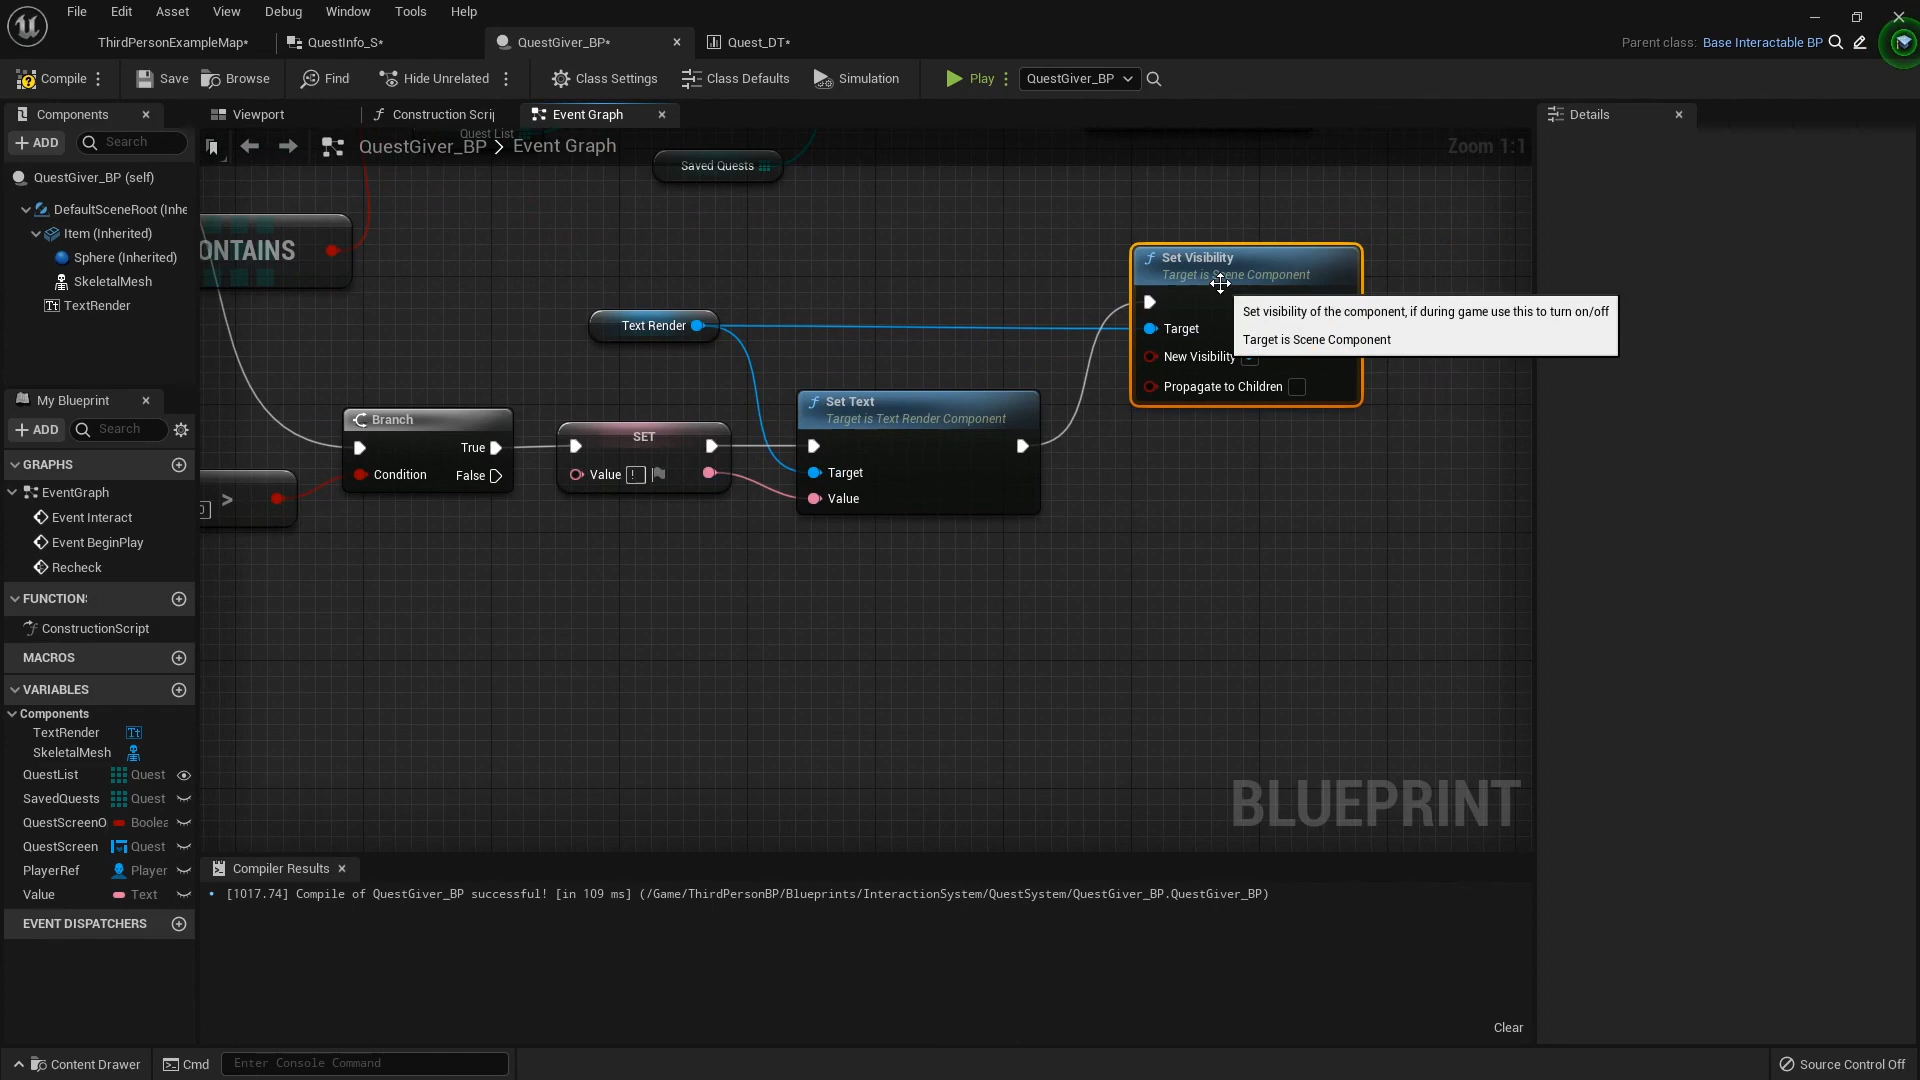 File Edit Asset View Debug Window Tools Help
ThirdPersonExampleMap* QuestInfo_S* QuestGiver_BP* Quest_DT* Parent class: Base Interactable BP
Compile Save Browse Find Hide Unrelated Class Settings Class Defaults Simulation Play QuestGiver_BP
Components Viewport Construction Scrip Event Graph Details
ADD Search
Quest List
QuestGiver_BP > Event Graph Zoom 1:1
Saved Quests
QuestGiver_BP (self)
DefaultSceneRoot (Inhe
Item (Inherited)
Sphere (Inherited)
SkeletalMesh
TextRender
ONTAINS
Set Visibility
Target is Scene Component
Target
New Visibility
Propagate to Children
Set visibility of the component, if during game use this to turn on/off
Target is Scene Component
Text Render
Branch
True
Condition False
SET
Value !
Set Text
Target is Text Render Component
Target
Value
>
0
My Blueprint
ADD Search
GRAPHS
EventGraph
Event Interact
Event BeginPlay
Recheck
FUNCTION
ConstructionScript
MACROS
VARIABLES
Components
TextRender
SkeletalMesh
QuestList Quest
SavedQuests Quest
QuestScreenO Boolea
QuestScreen Quest
PlayerRef Player
Value Text
EVENT DISPATCHERS
BLUEPRINT
Compiler Results
[1017.74] Compile of QuestGiver_BP successful! [in 109 ms] (/Game/ThirdPersonBP/Blueprints/InteractionSystem/QuestSystem/QuestGiver_BP.QuestGiver_BP)
Clear
Content Drawer Cmd Enter Console Command Source Control Off